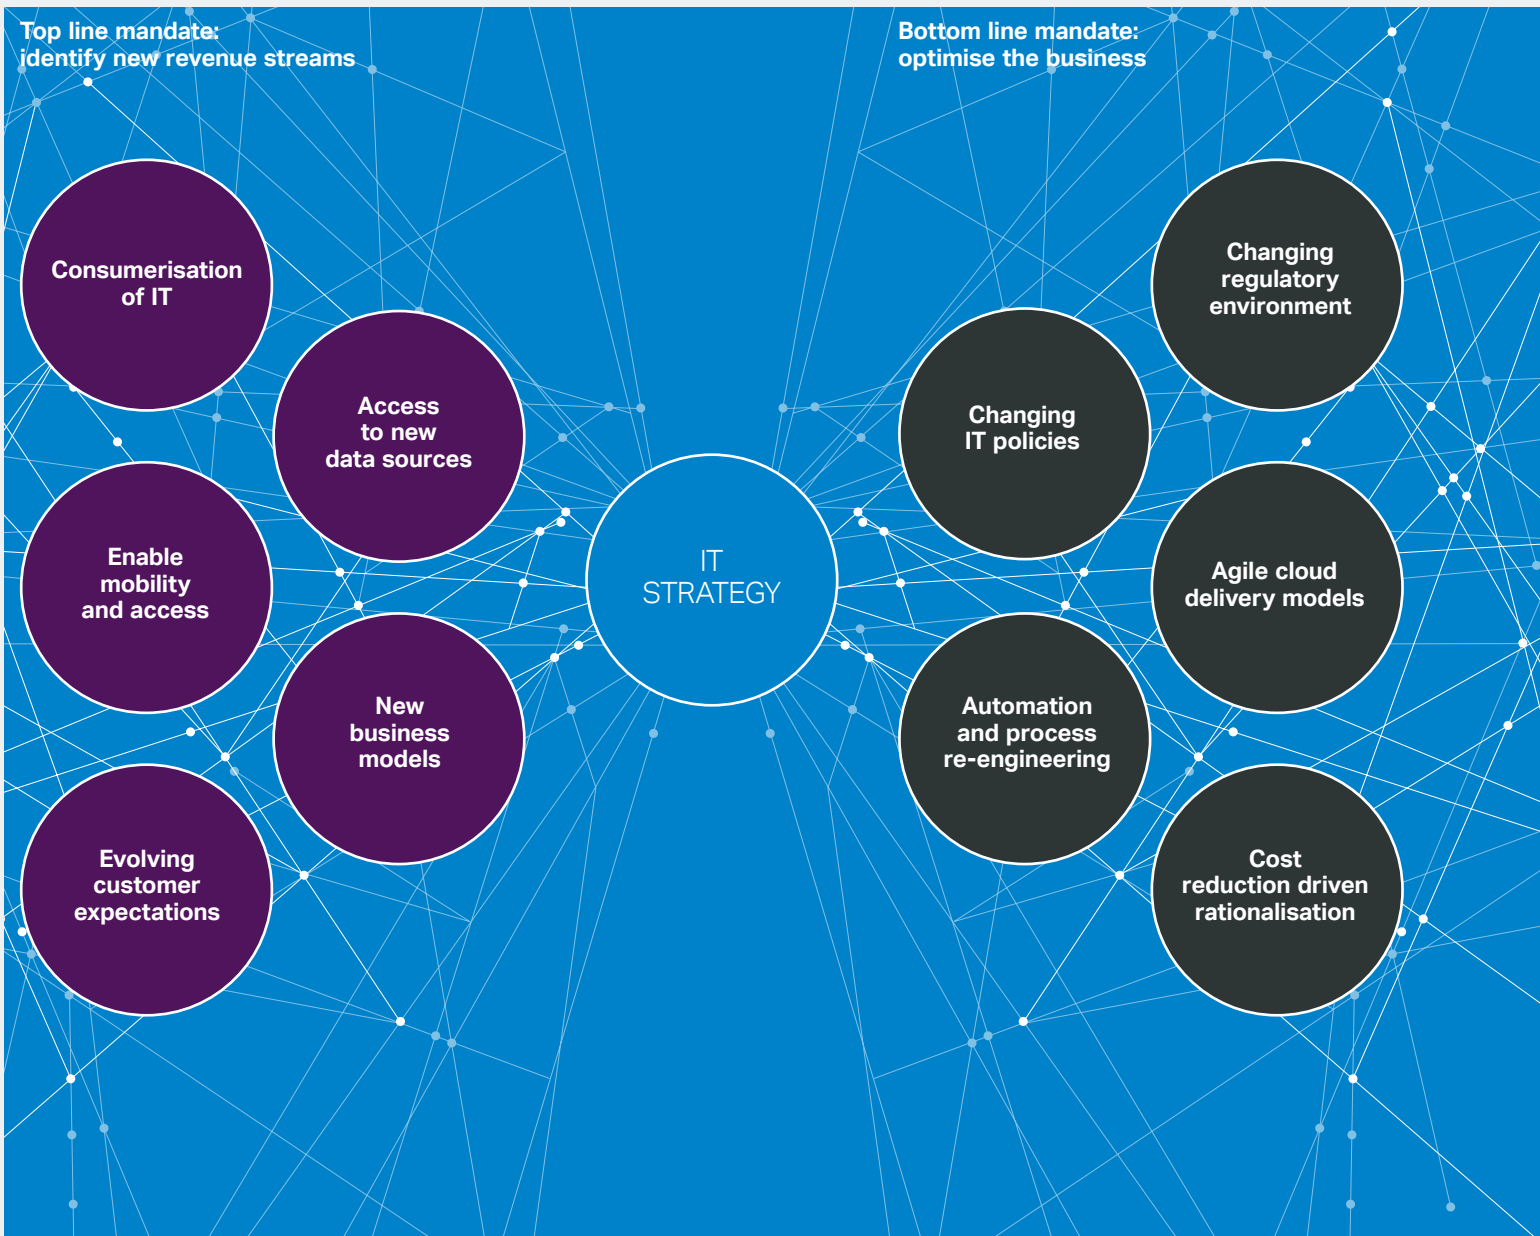 Top line mandate:
identify new revenue streams
Bottom line mandate:
optimise the business
Consumerisation
of IT
Access
to new
data sources
Enable
mobility
and access
New
business
models
Evolving
customer
expectations
IT
STRATEGY
Changing
regulatory
environment
Changing
IT policies
Agile cloud
delivery models
Automation
and process
re-engineering
Cost
reduction driven
rationalisation